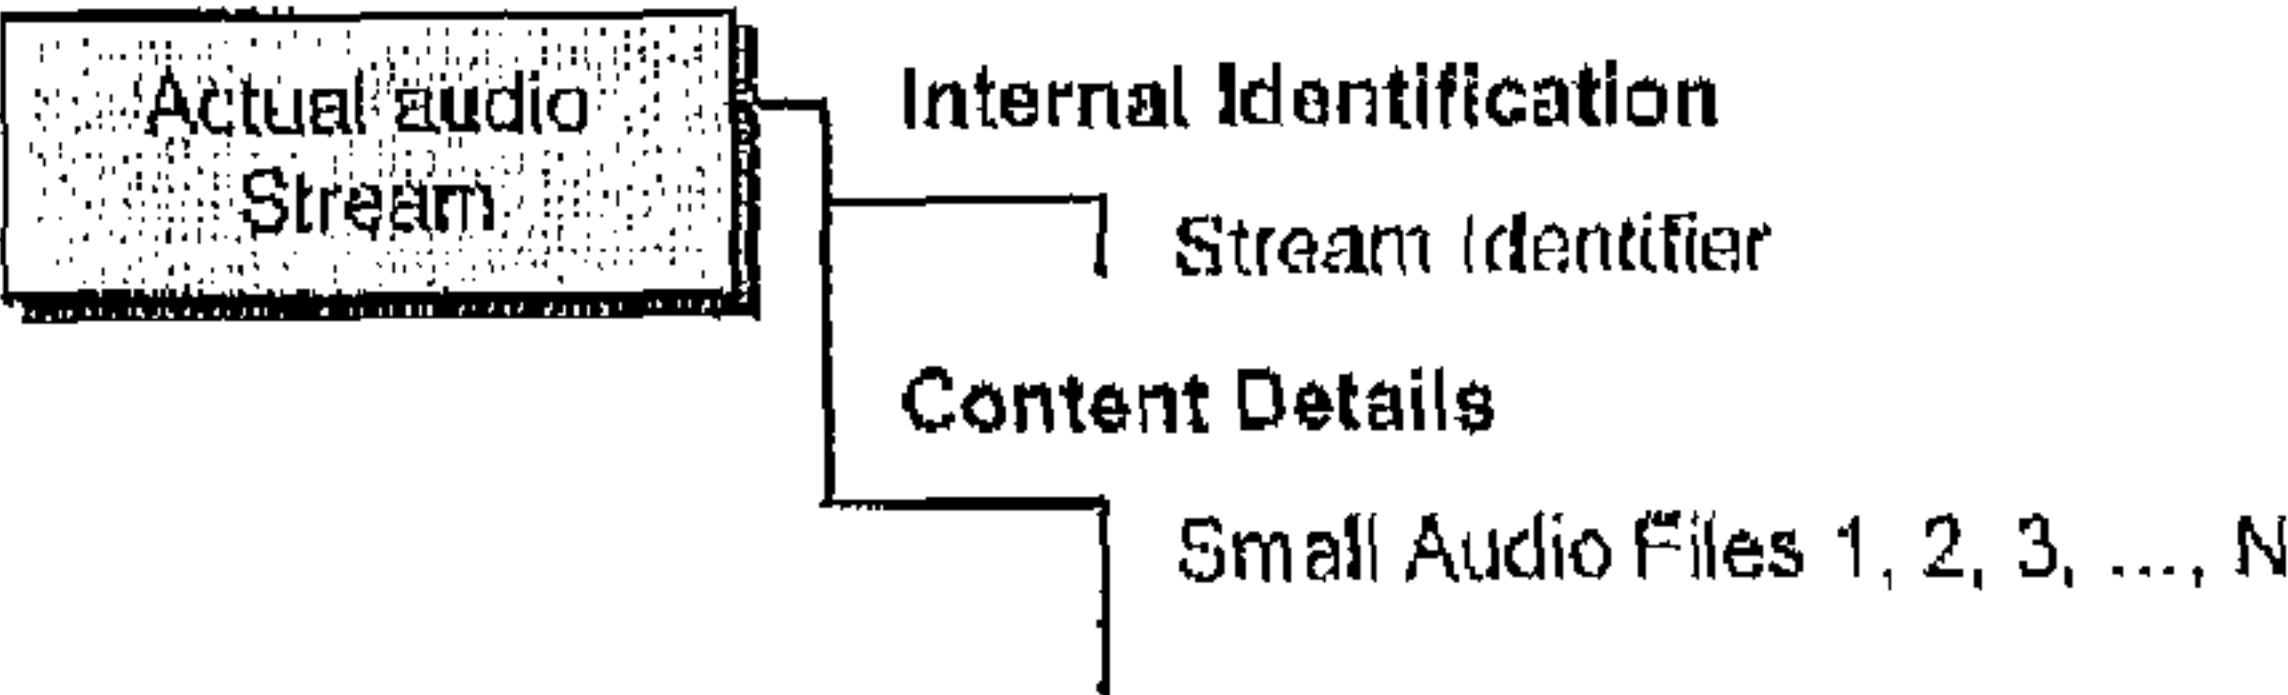 Actual audio
Stream
Internal Identification
Stream Identifier
Content Details
Small Audio Files 1, 2, 3, ..., N